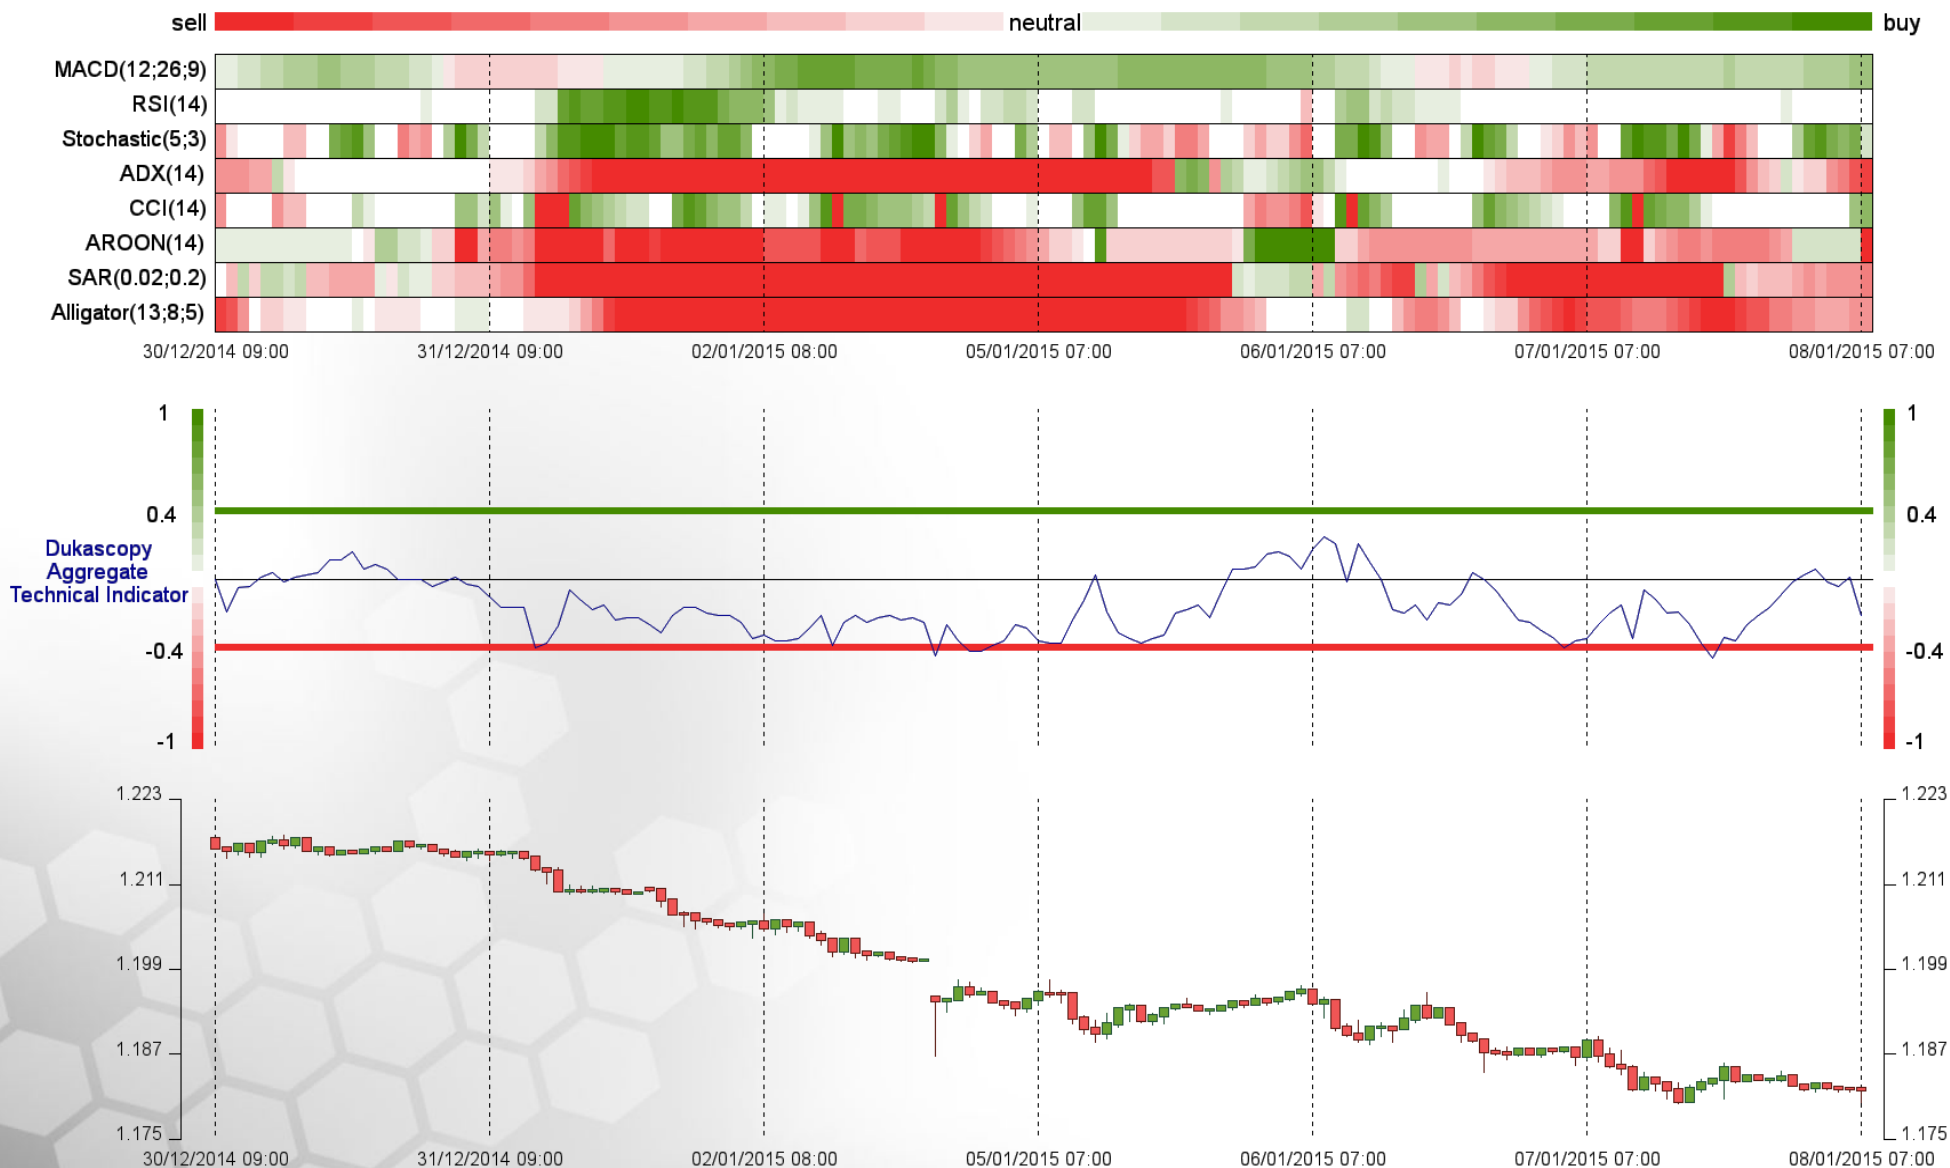 sell neutral buy
MACD(12;26;9)
RSI(14)
Stochastic(5;3)
ADX(14)
CCI(14)
AROON(14)
SAR(0.02;0.2)
Alligator(13;8;5)
30/12/2014 09:00 31/12/2014 09:00 02/01/2015 08:00 05/01/2015 07:00 06/01/2015 07:00 07/01/2015 07:00 08/01/2015 07:00
1 1
0.4 0.4
Dukascopy
Aggregate
Technical Indicator
-0.4 -0.4
-1 -1
1.223 1.223
1.211 1.211
1.199 1.199
1.187 1.187
1.175 1.175
30/12/2014 09:00 31/12/2014 09:00 02/01/2015 08:00 05/01/2015 07:00 06/01/2015 07:00 07/01/2015 07:00 08/01/2015 07:00